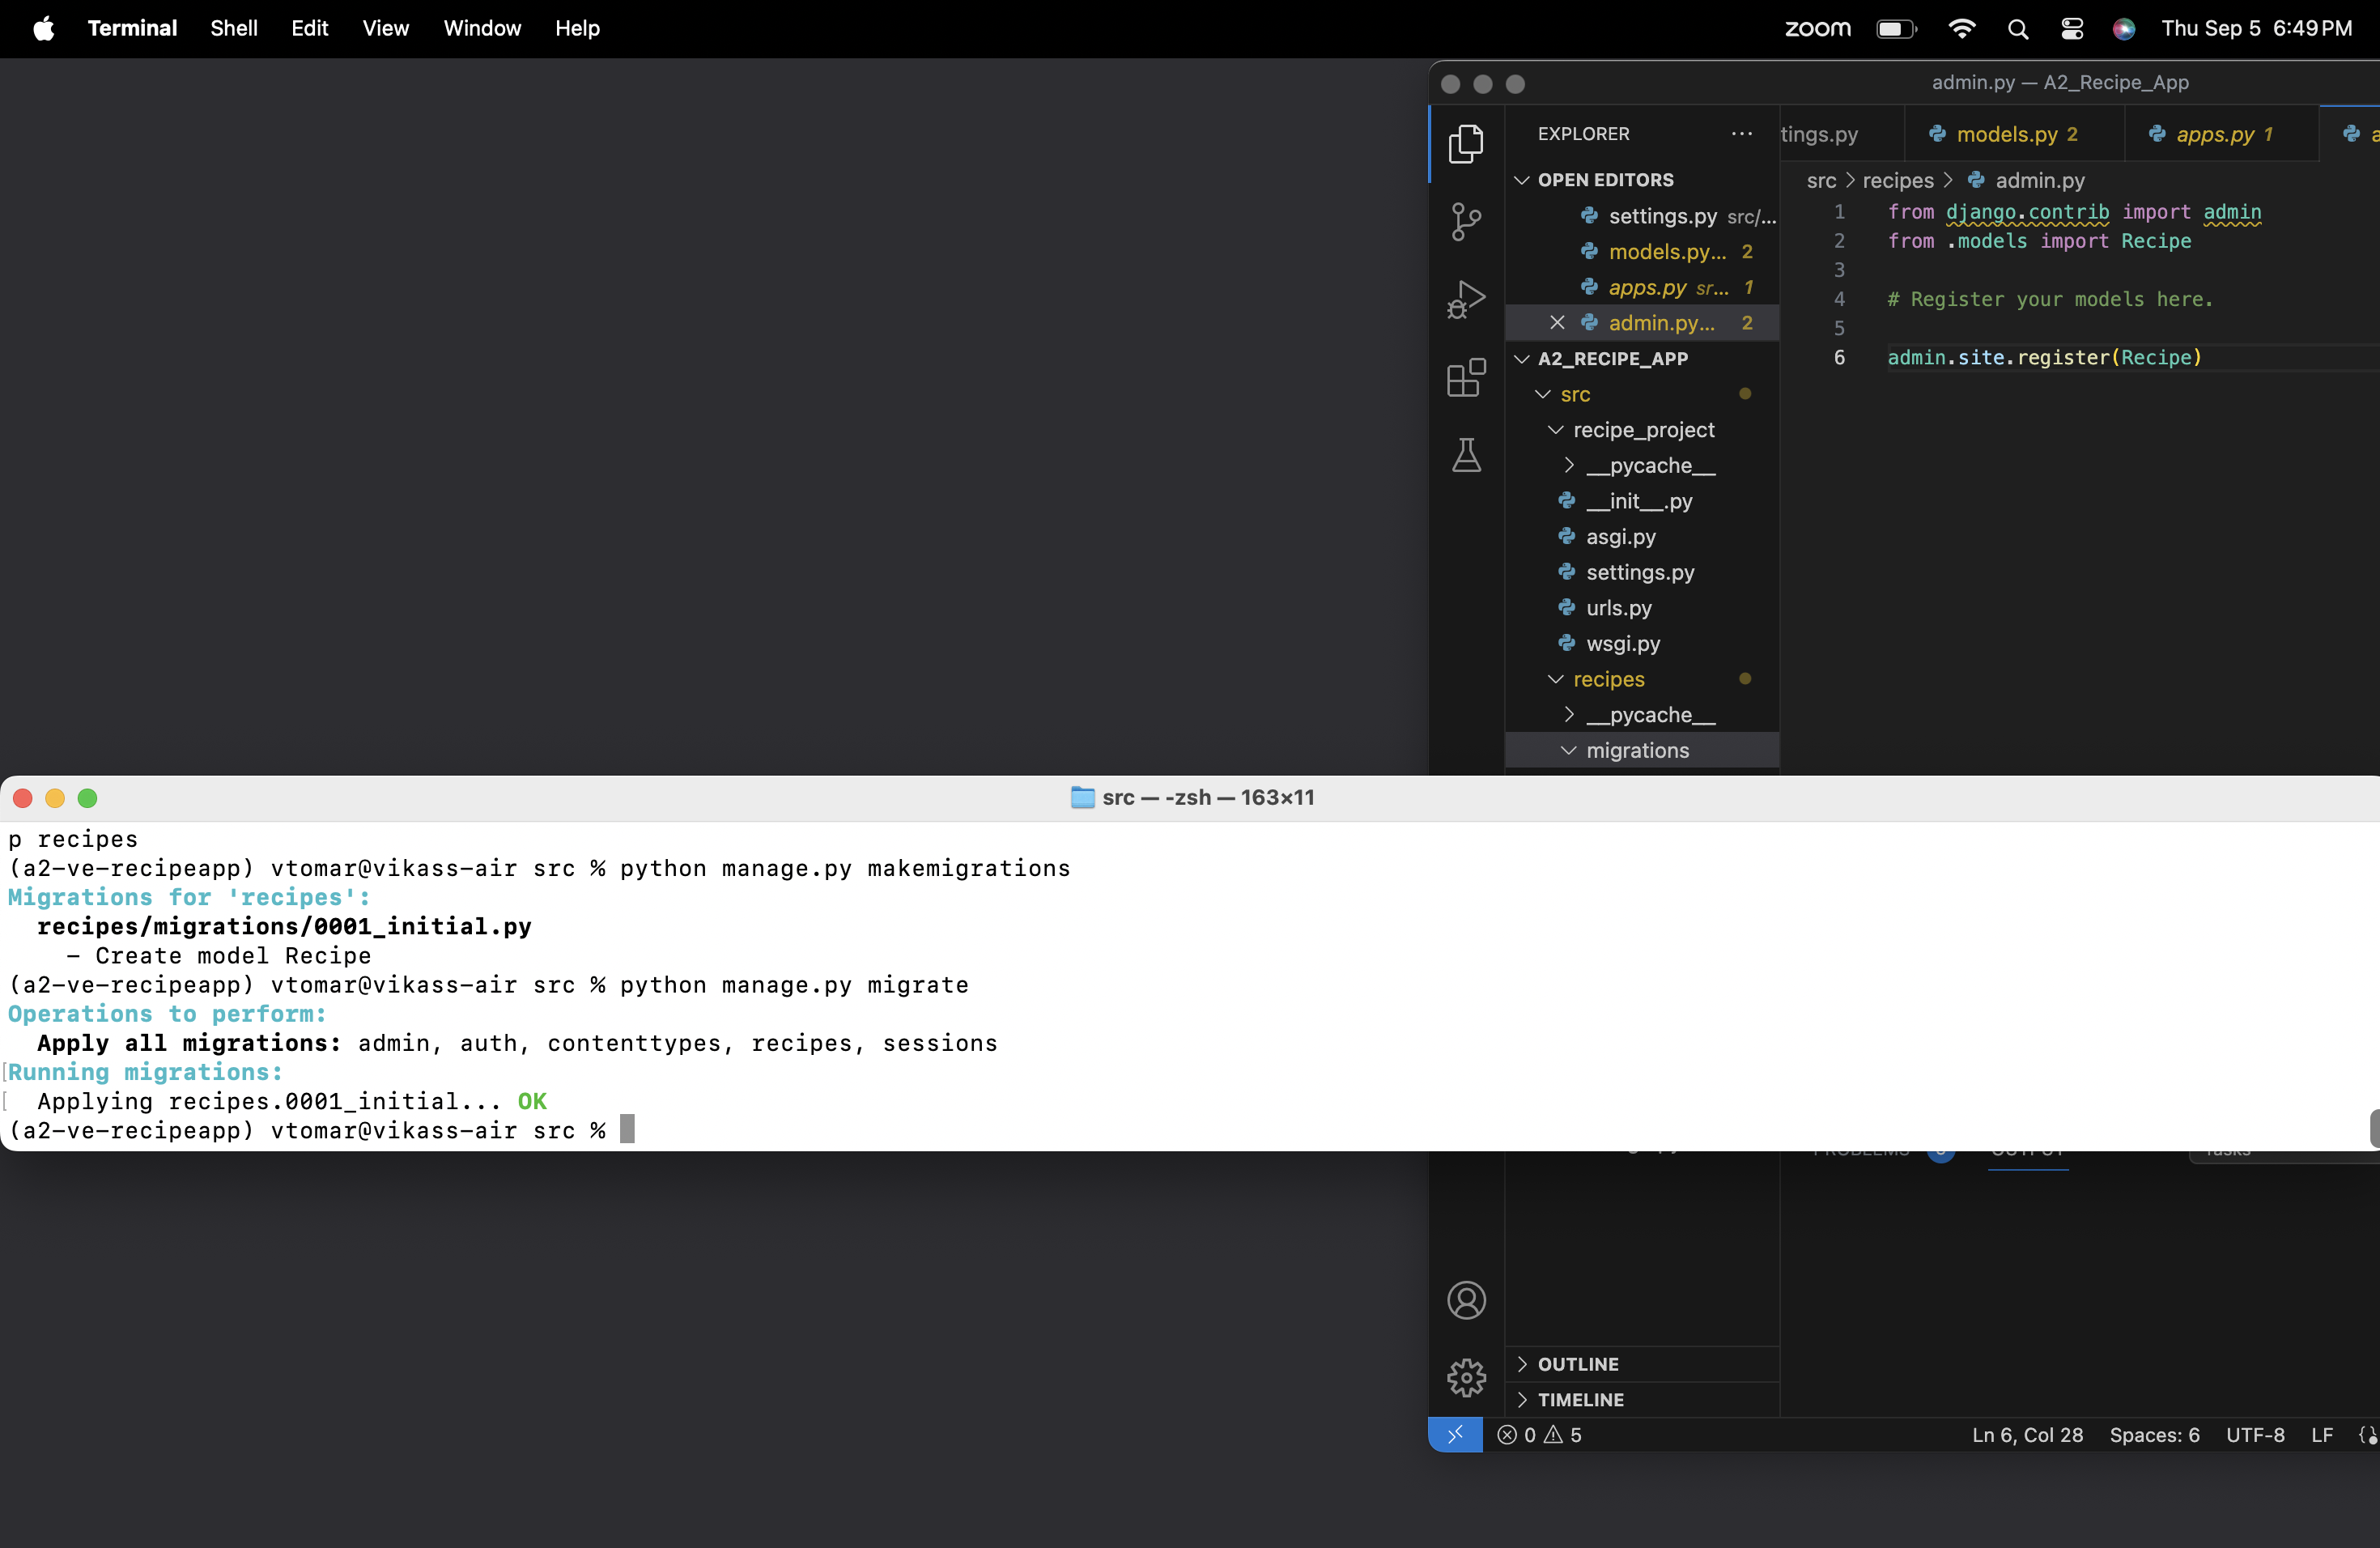 Terminal Shell Edit View Window Help zoom Thu Sep 5 6:49 PM
admin.py — A2_Recipe_App
EXPLORER ···
tings.py models.py 2 apps.py 1
OPEN EDITORS
settings.py src/...
models.py... 2
apps.py sr... 1
admin.py... 2
A2_RECIPE_APP
src
recipe_project
__pycache__
__init__.py
asgi.py
settings.py
urls.py
wsgi.py
recipes
__pycache__
migrations
src > recipes > admin.py
1 from django.contrib import admin
2 from .models import Recipe
3
4 # Register your models here.
5
6 admin.site.register(Recipe)
src — -zsh — 163×11
p recipes
(a2-ve-recipeapp) vtomar@vikass-air src % python manage.py makemigrations
Migrations for 'recipes':
recipes/migrations/0001_initial.py
- Create model Recipe
(a2-ve-recipeapp) vtomar@vikass-air src % python manage.py migrate
Operations to perform:
Apply all migrations: admin, auth, contenttypes, recipes, sessions
[Running migrations:
[ Applying recipes.0001_initial... OK
(a2-ve-recipeapp) vtomar@vikass-air src %
PROBLEMS OUTPUT Tasks
OUTLINE
TIMELINE
0 5 Ln 6, Col 28 Spaces: 6 UTF-8 LF